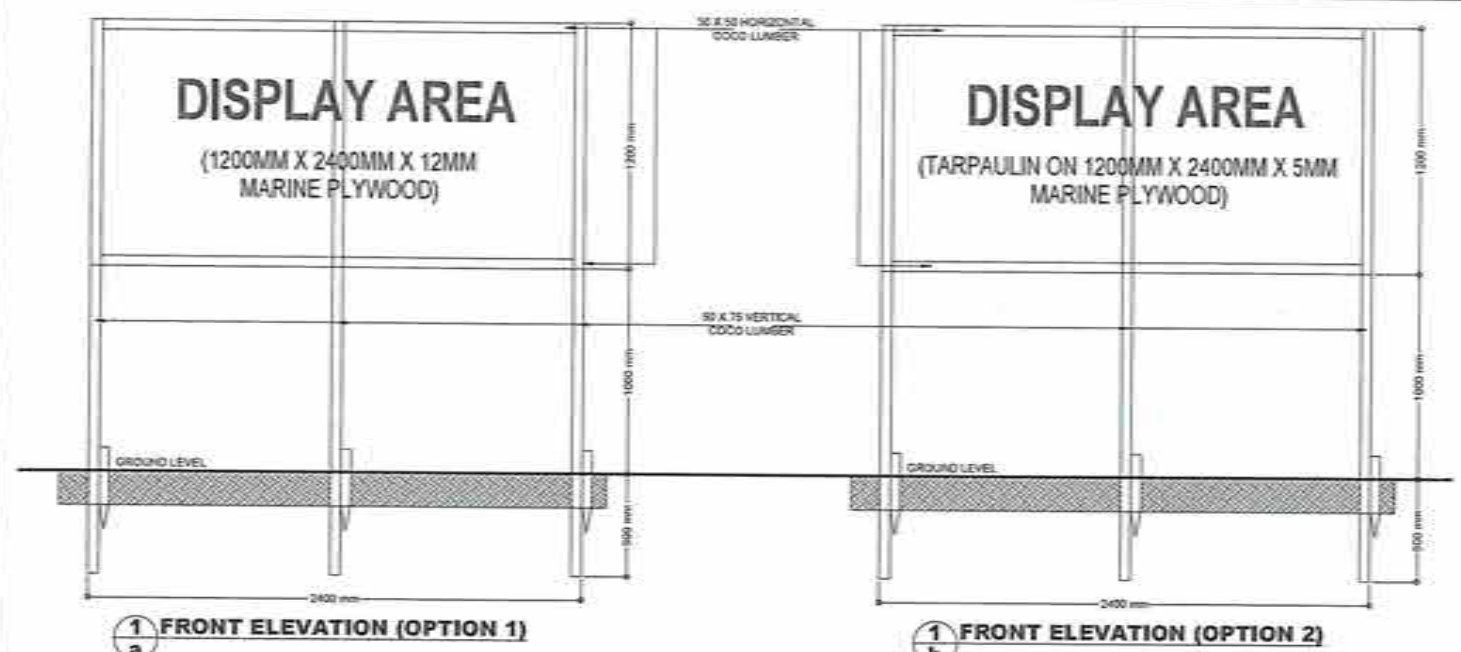 50 X 50 HORIZONTAL
COCO LUMBER
DISPLAY AREA
(1200MM X 2400MM X 12MM
MARINE PLYWOOD)
1200 mm
DISPLAY AREA
(TARPAULIN ON 1200MM X 2400MM X 5MM
MARINE PLYWOOD)
1200 mm
50 X 75 VERTICAL
COCO LUMBER
1000 mm
1000 mm
GROUND LEVEL
GROUND LEVEL
mm
mm
2400 mm
2400 mm
1
a
FRONT ELEVATION (OPTION 1)
1
b
FRONT ELEVATION (OPTION 2)